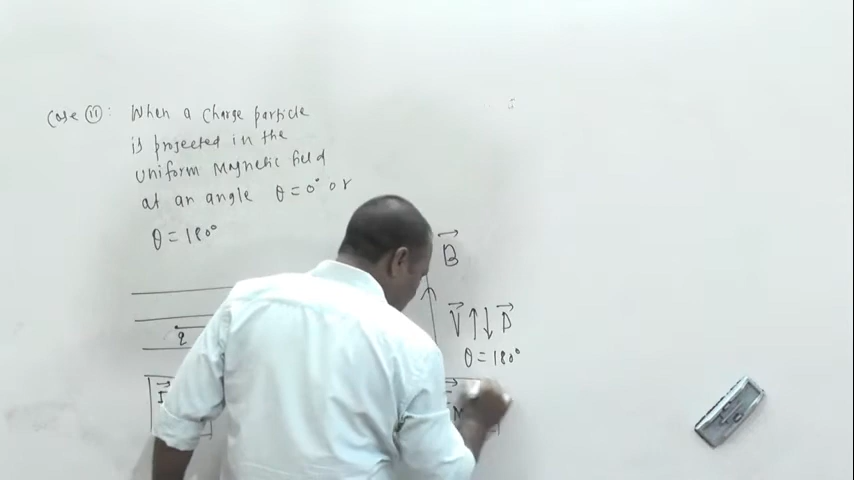 Case (ii): When a charge particle
is projected in the
uniform Magnetic field
at an angle θ = 0° or
θ = 180°
B
q
V ↑↓ B
θ = 180°